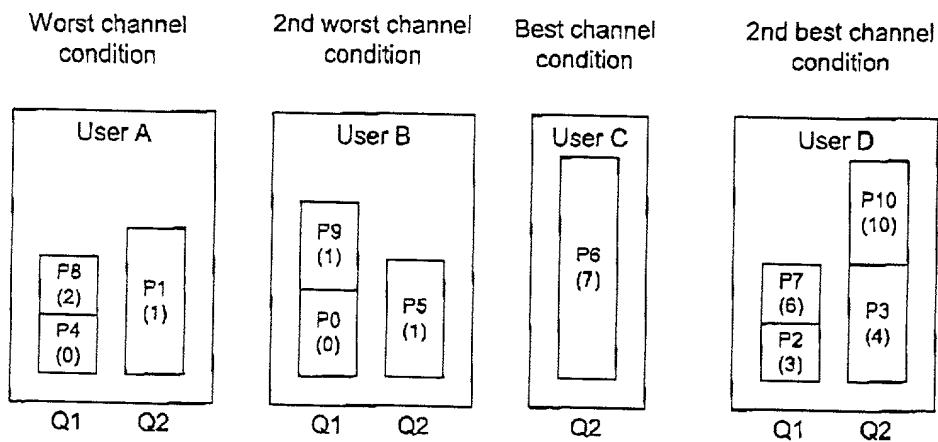 Worst channel
condition
2nd worst channel
condition
Best channel
condition
2nd best channel
condition
User A
P8
(2)
P4
(0)
P1
(1)
Q1 Q2
User B
P9
(1)
P0
(0)
P5
(1)
Q1 Q2
User C
P6
(7)
Q2
User D
P10
(10)
P7
(6)
P2
(3)
P3
(4)
Q1 Q2